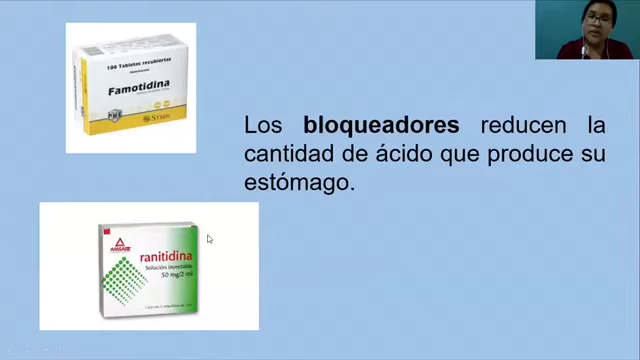 100 Tabletas recubiertas
Famotidina
PMK
ranitidina
Solución inyectable
50 mg/2 ml
Los bloqueadores reducen la
cantidad de ácido que produce su
estómago.